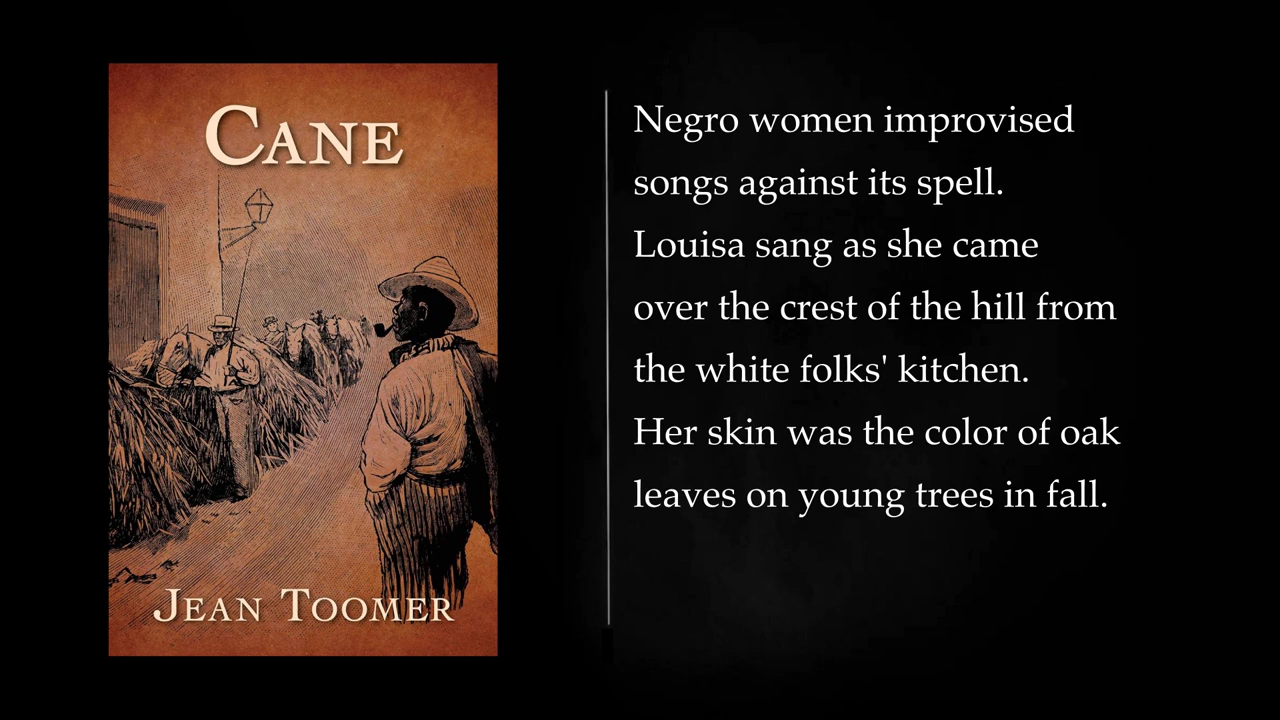 CANE
JEAN TOOMER
Negro women improvised
songs against its spell.
Louisa sang as she came
over the crest of the hill from
the white folks' kitchen.
Her skin was the color of oak
leaves on young trees in fall.